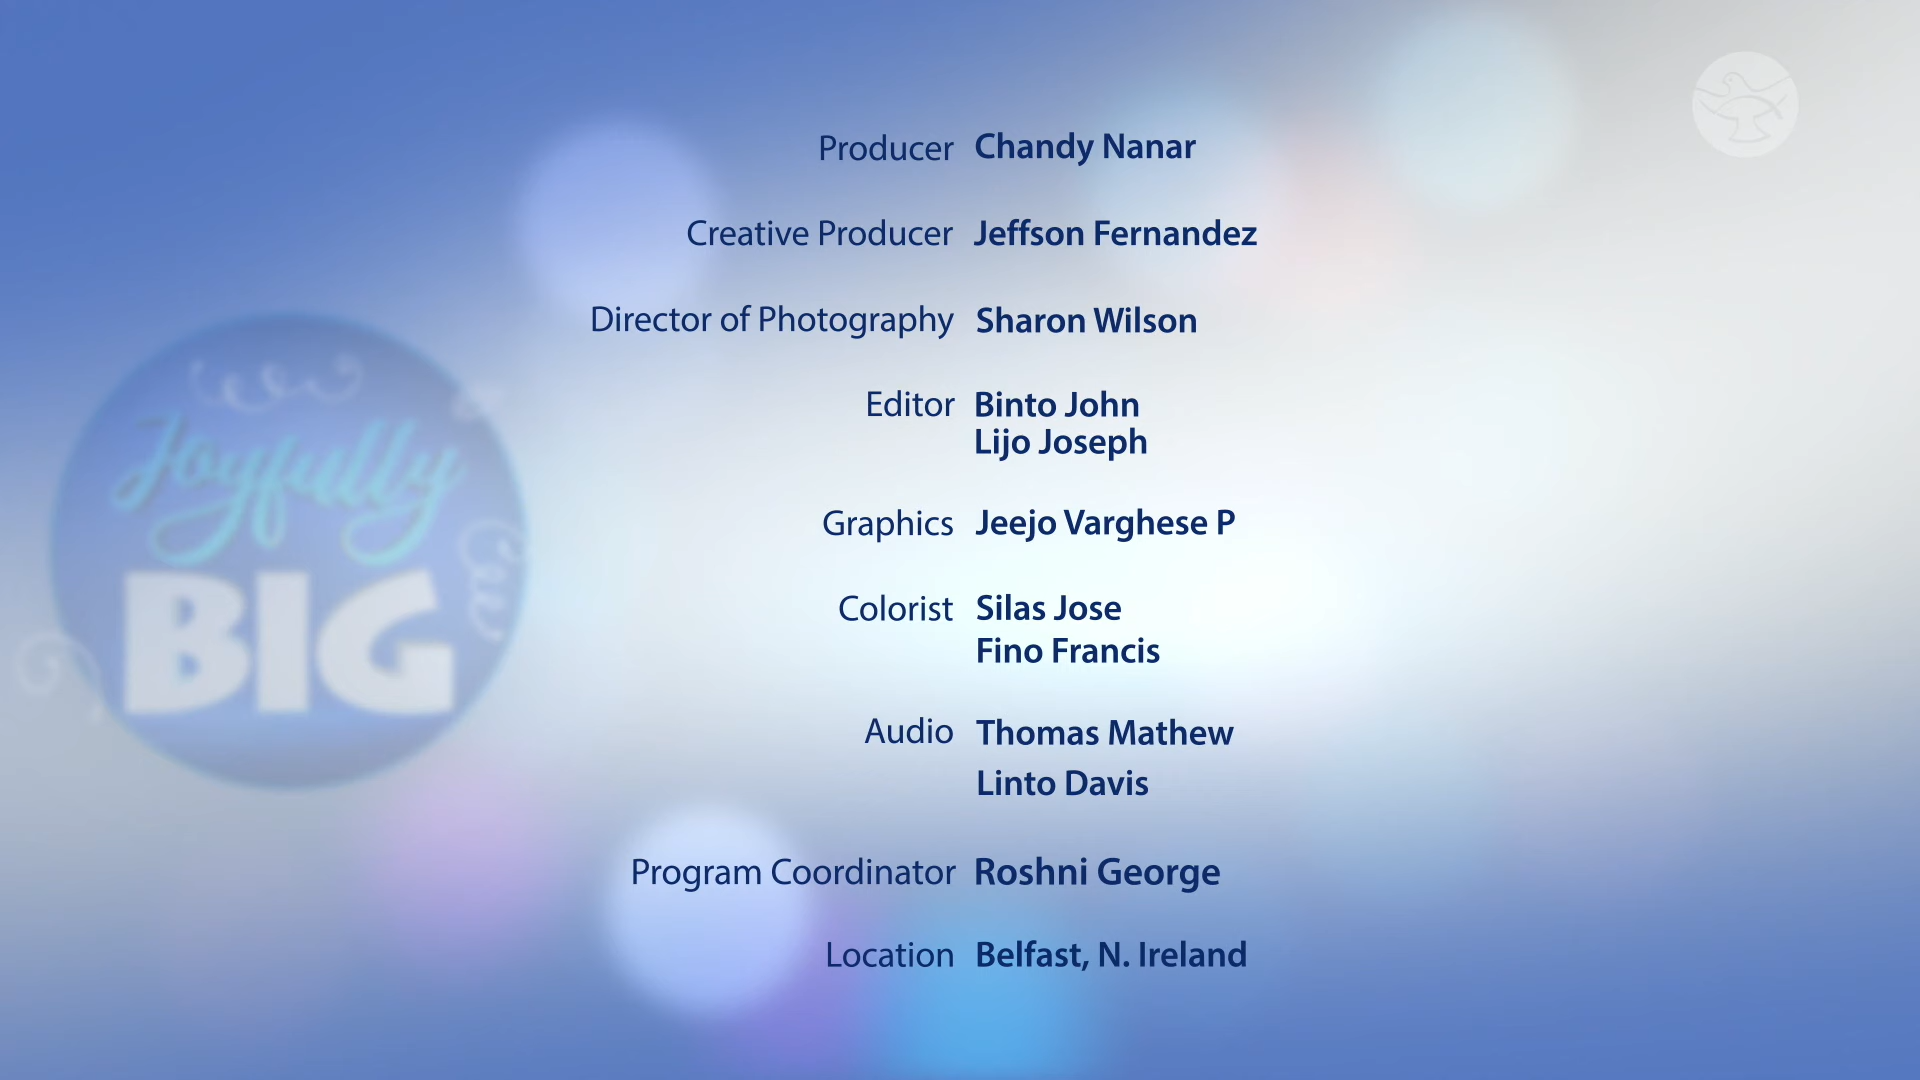 Producer Chandy Nanar
Creative Producer Jeffson Fernandez
Director of Photography Sharon Wilson
Editor Binto John
Lijo Joseph
Graphics Jeejo Varghese P
Colorist Silas Jose
Fino Francis
Audio Thomas Mathew
Linto Davis
Program Coordinator Roshni George
Location Belfast, N. Ireland
Joyfully
BIG